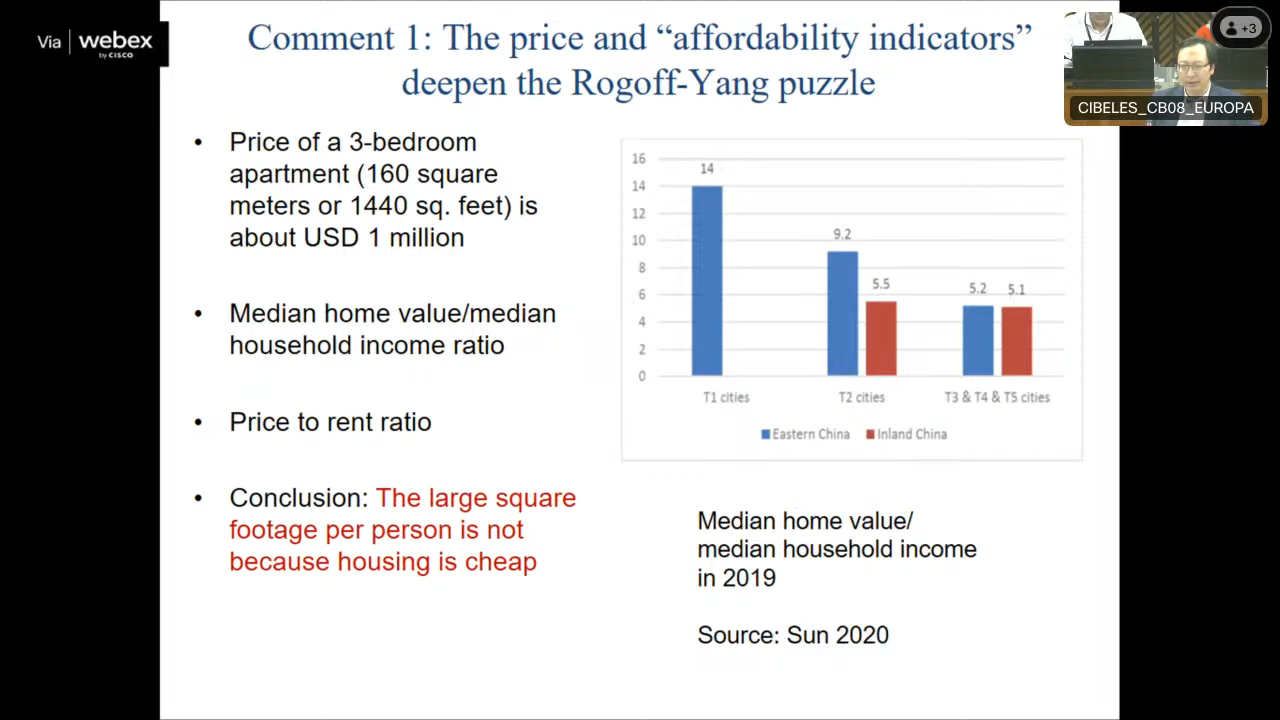 Via webex
by CISCO
Comment 1: The price and “affordability indicators”
deepen the Rogoff-Yang puzzle
+3
CIBELES_CB08_EUROPA
• Price of a 3-bedroom
apartment (160 square
meters or 1440 sq. feet) is
about USD 1 million
• Median home value/median
household income ratio
• Price to rent ratio
• Conclusion: The large square
footage per person is not
because housing is cheap
16
14
12
10
8
6
4
2
0
14
9.2
5.5
5.2
5.1
T1 cities
T2 cities
T3 & T4 & T5 cities
Eastern China
Inland China
Median home value/
median household income
in 2019
Source: Sun 2020